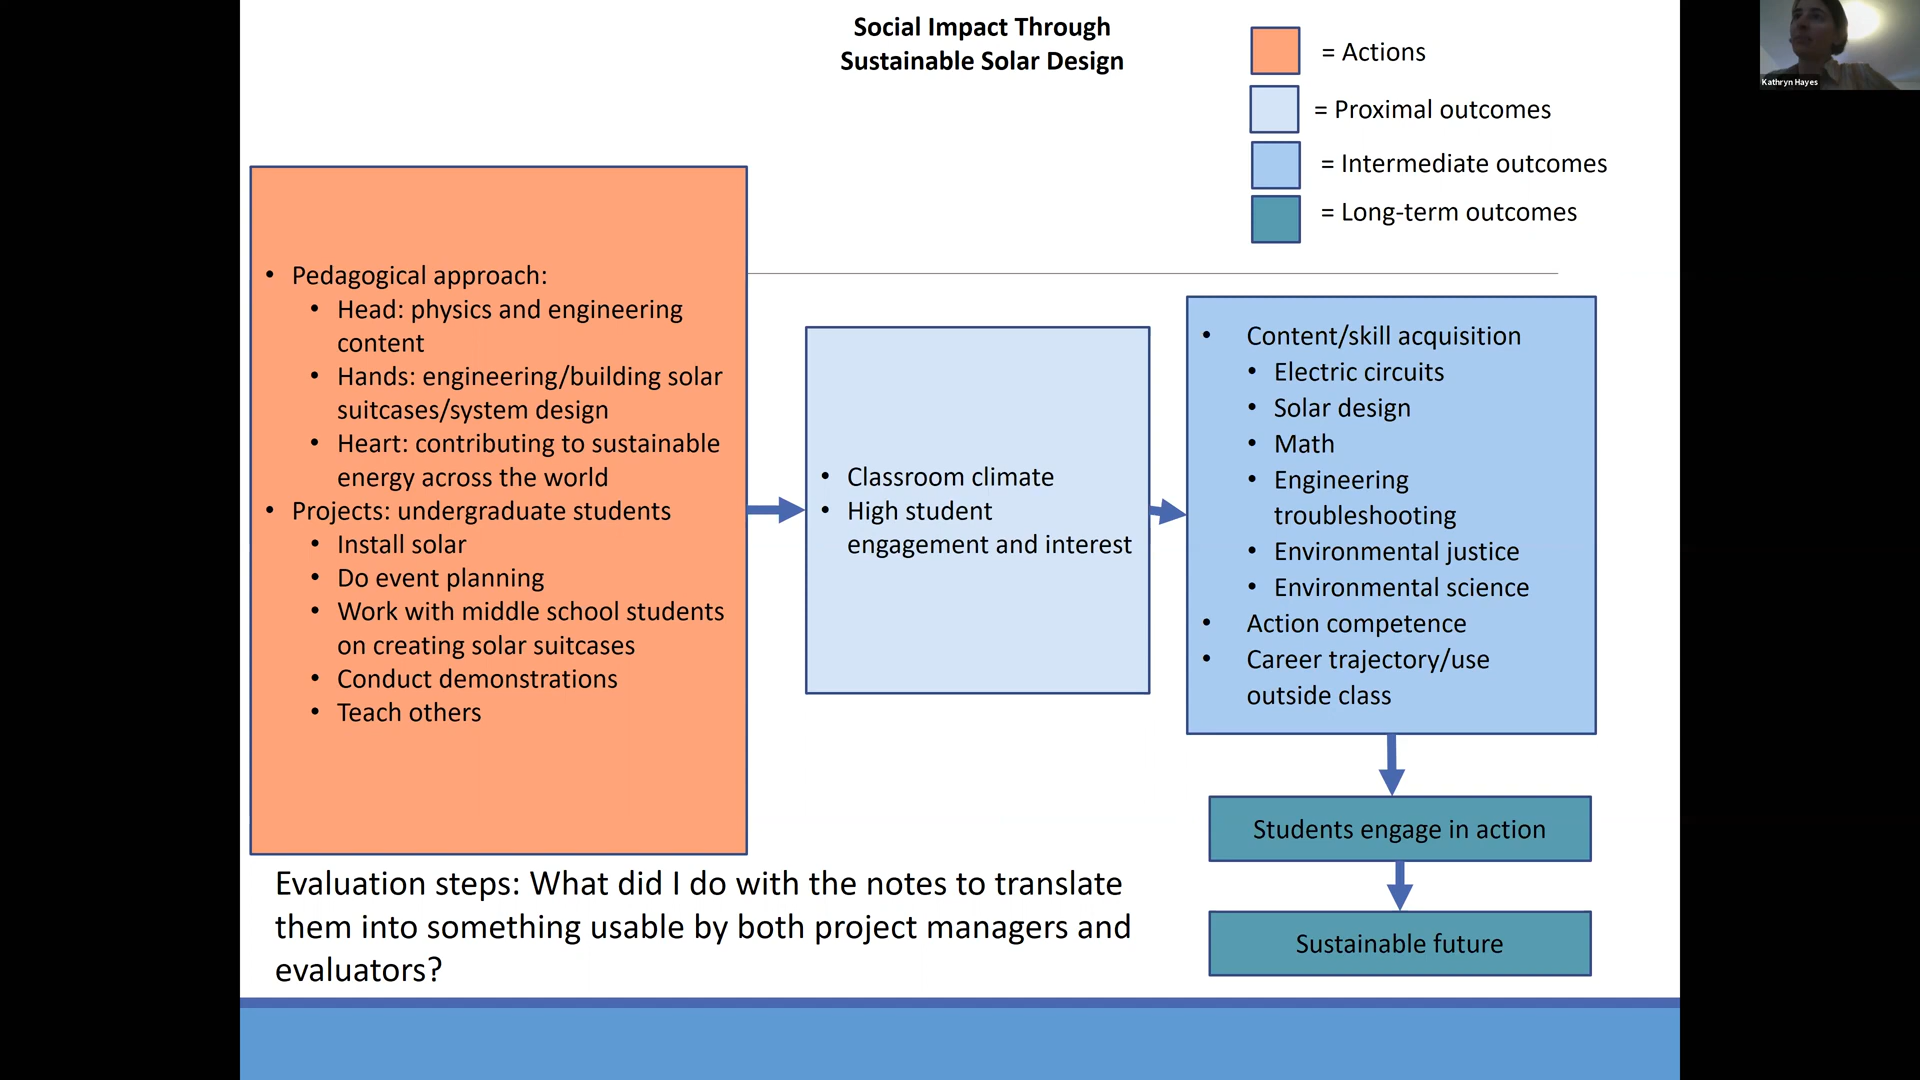 Social Impact Through
Sustainable Solar Design
= Actions
= Proximal outcomes
= Intermediate outcomes
= Long-term outcomes
Kathryn Hayes
• Pedagogical approach:
• Head: physics and engineering
content
• Hands: engineering/building solar
suitcases/system design
• Heart: contributing to sustainable
energy across the world
• Projects: undergraduate students
• Install solar
• Do event planning
• Work with middle school students
on creating solar suitcases
• Conduct demonstrations
• Teach others
• Classroom climate
• High student
engagement and interest
• Content/skill acquisition
• Electric circuits
• Solar design
• Math
• Engineering
troubleshooting
• Environmental justice
• Environmental science
• Action competence
• Career trajectory/use
outside class
Students engage in action
Sustainable future
Evaluation steps: What did I do with the notes to translate
them into something usable by both project managers and
evaluators?